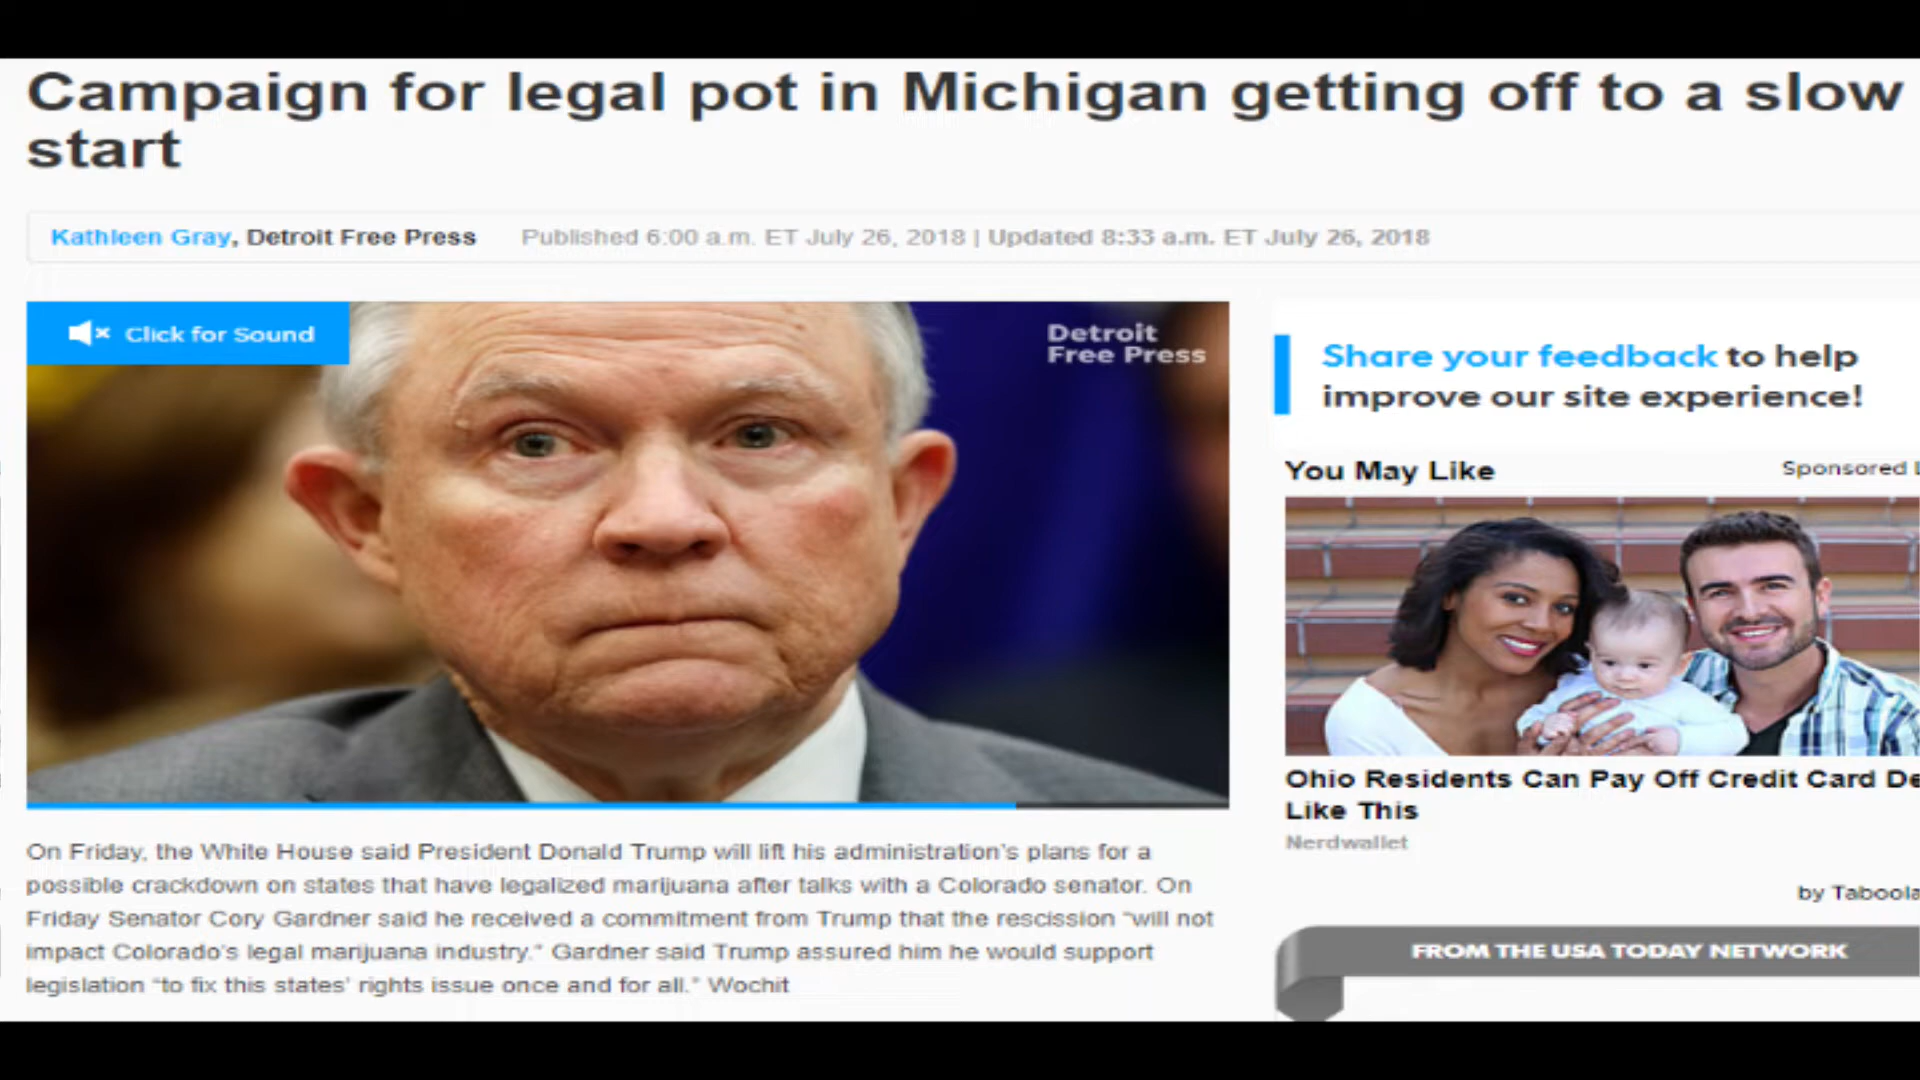 Campaign for legal pot in Michigan getting off to a slow
start
Kathleen Gray, Detroit Free Press Published 6:00 a.m. ET July 26, 2018 | Updated 8:33 a.m. ET July 26, 2018
Click for Sound
Detroit
Free Press
On Friday, the White House said President Donald Trump will lift his administration's plans for a
possible crackdown on states that have legalized marijuana after talks with a Colorado senator. On
Friday Senator Cory Gardner said he received a commitment from Trump that the rescission "will not
impact Colorado's legal marijuana industry." Gardner said Trump assured him he would support
legislation "to fix this states' rights issue once and for all." Wochit
Share your feedback to help
improve our site experience!
You May Like
Sponsored L
Ohio Residents Can Pay Off Credit Card De
Like This
Nerdwallet
by Taboola
FROM THE USA TODAY NETWORK